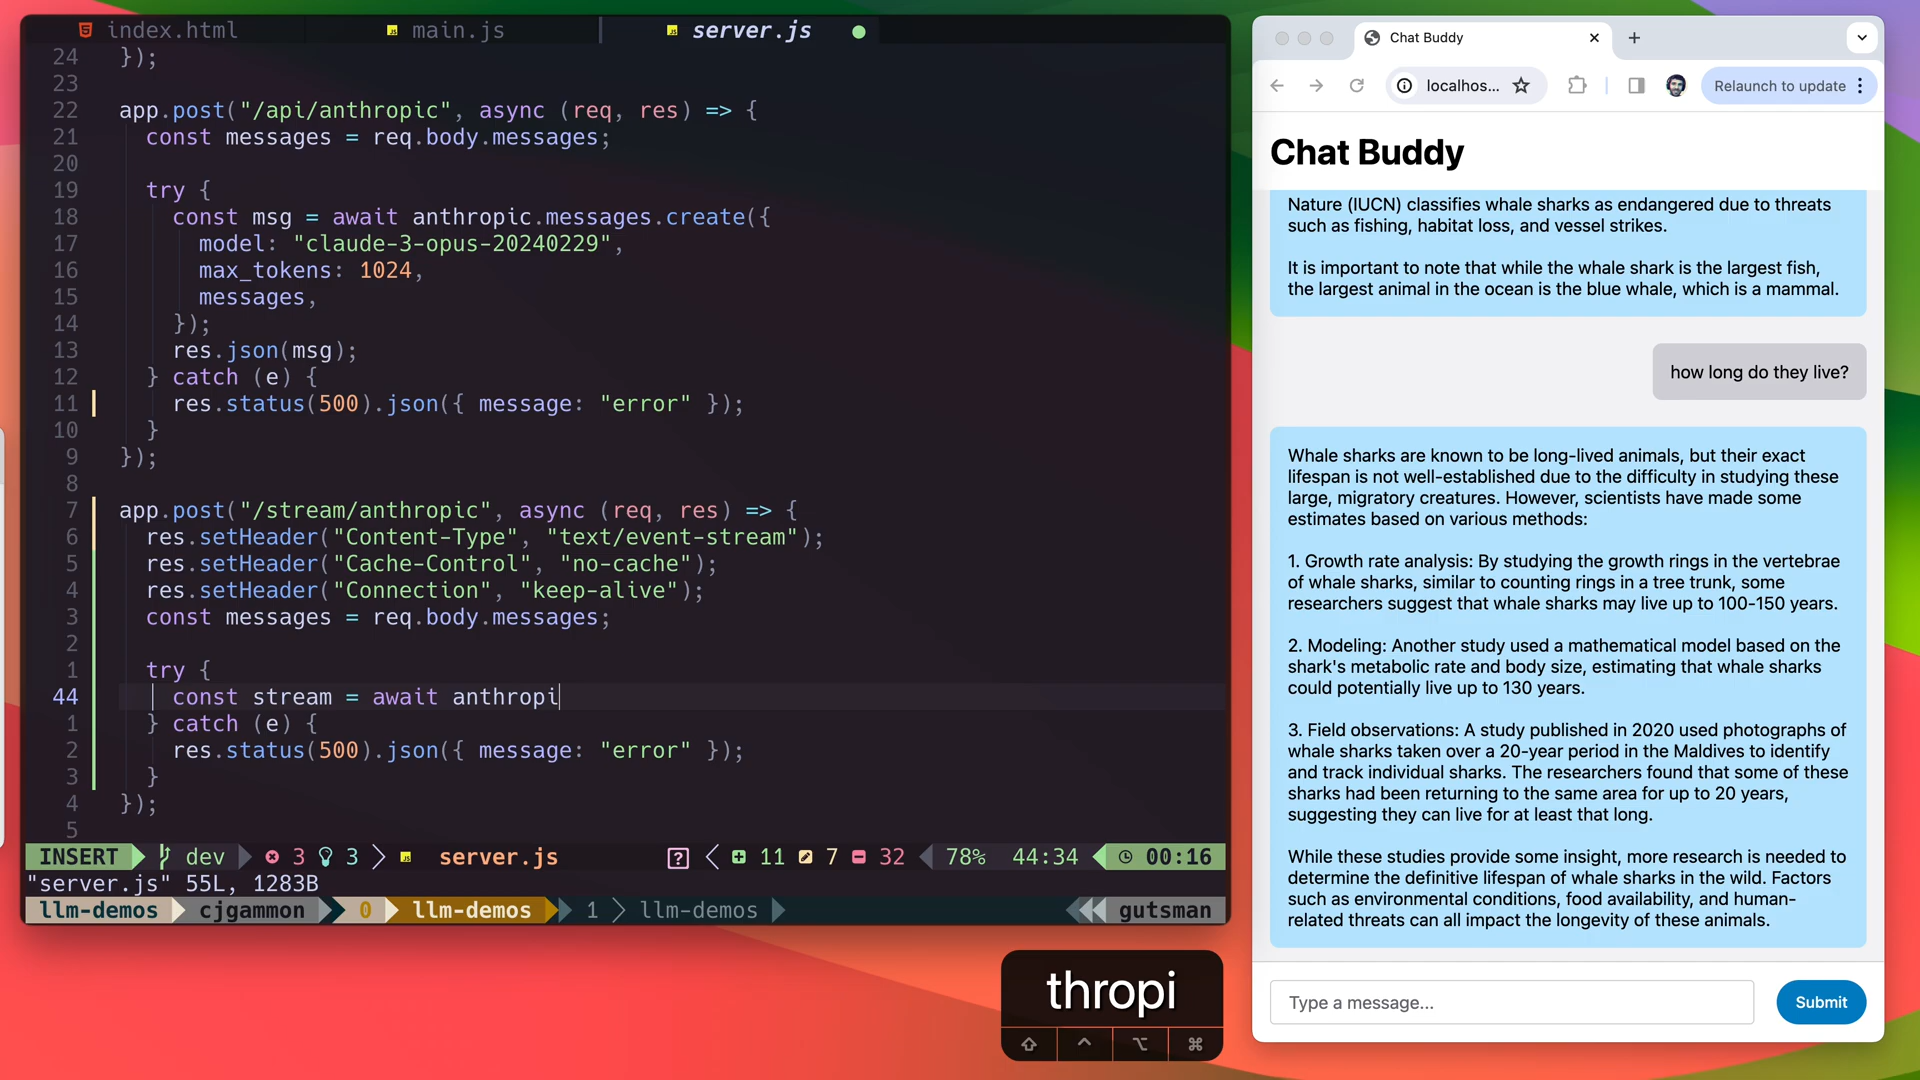 index.html
main.js
server.js
24 });
23
22 app.post("/api/anthropic", async (req, res) => {
21 const messages = req.body.messages;
20
19 try {
18 const msg = await anthropic.messages.create({
17 model: "claude-3-opus-20240229",
16 max_tokens: 1024,
15 messages,
14 });
13 res.json(msg);
12 } catch (e) {
11 res.status(500).json({ message: "error" });
10 }
9 });
8
7 app.post("/stream/anthropic", async (req, res) => {
6 res.setHeader("Content-Type", "text/event-stream");
5 res.setHeader("Cache-Control", "no-cache");
4 res.setHeader("Connection", "keep-alive");
3 const messages = req.body.messages;
2
1 try {
44 const stream = await anthropi
1 } catch (e) {
2 res.status(500).json({ message: "error" });
3 }
4 });
5
INSERT dev 3 3 server.js ? 11 7 32 78% 44:34 00:16
"server.js" 55L, 1283B
llm-demos cjgammon 0 llm-demos 1 llm-demos gutsman
thropi
Chat Buddy
localhos...
Relaunch to update
Chat Buddy
Nature (IUCN) classifies whale sharks as endangered due to threats
such as fishing, habitat loss, and vessel strikes.
It is important to note that while the whale shark is the largest fish,
the largest animal in the ocean is the blue whale, which is a mammal.
how long do they live?
Whale sharks are known to be long-lived animals, but their exact
lifespan is not well-established due to the difficulty in studying these
large, migratory creatures. However, scientists have made some
estimates based on various methods:
1. Growth rate analysis: By studying the growth rings in the vertebrae
of whale sharks, similar to counting rings in a tree trunk, some
researchers suggest that whale sharks may live up to 100-150 years.
2. Modeling: Another study used a mathematical model based on the
shark's metabolic rate and body size, estimating that whale sharks
could potentially live up to 130 years.
3. Field observations: A study published in 2020 used photographs of
whale sharks taken over a 20-year period in the Maldives to identify
and track individual sharks. The researchers found that some of these
sharks had been returning to the same area for up to 20 years,
suggesting they can live for at least that long.
While these studies provide some insight, more research is needed to
determine the definitive lifespan of whale sharks in the wild. Factors
such as environmental conditions, food availability, and human-
related threats can all impact the longevity of these animals.
Type a message...
Submit